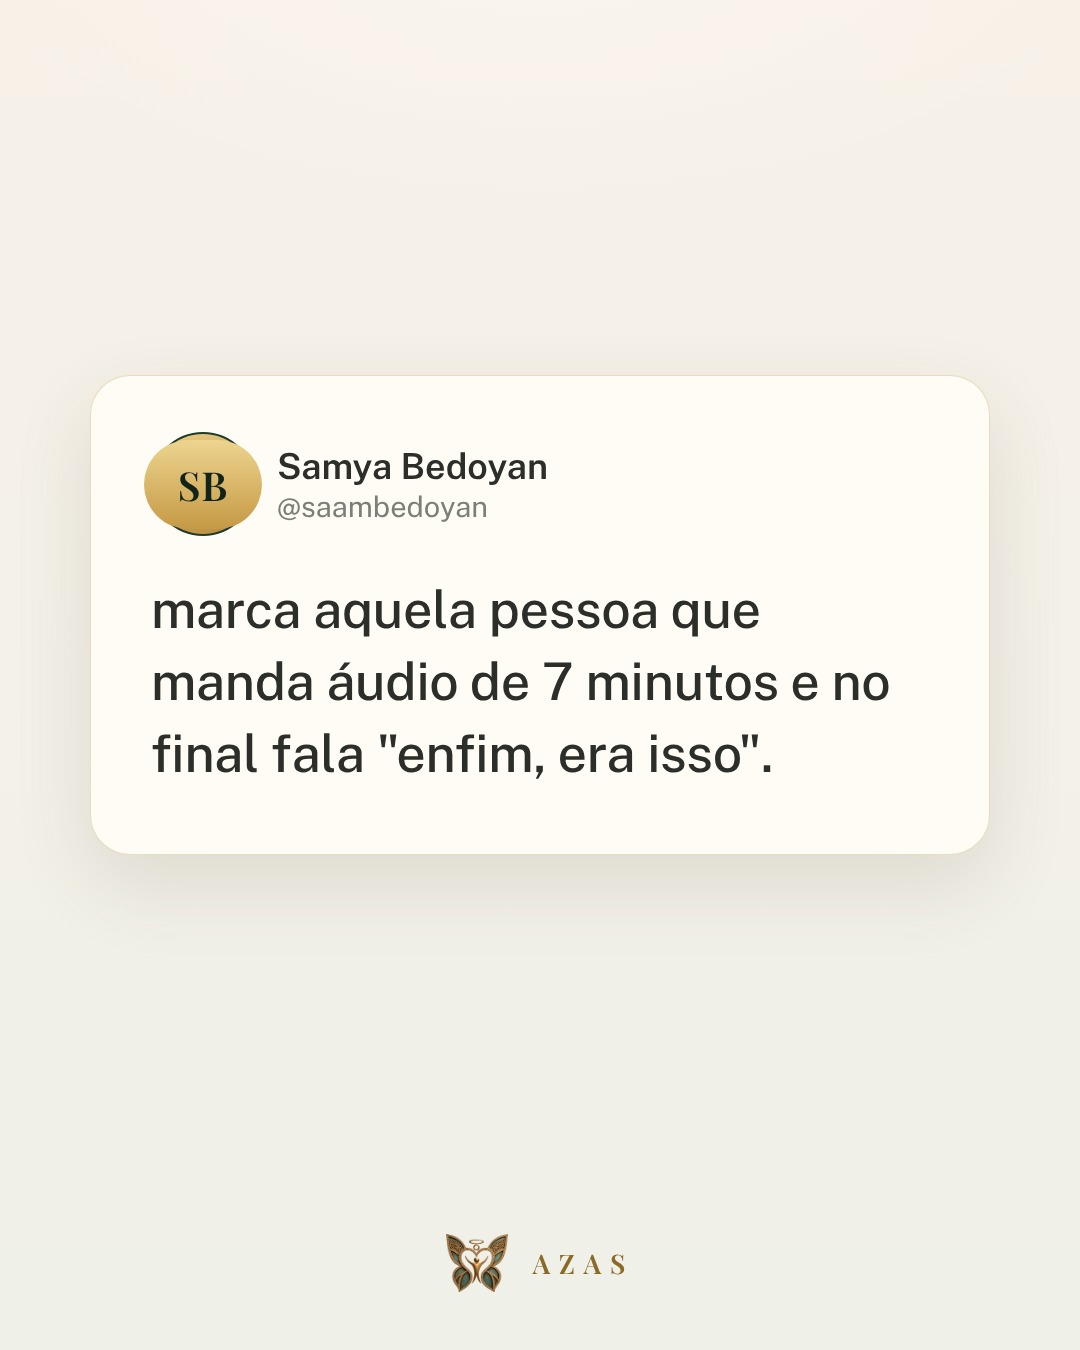 SB
Samya Bedoyan
@saambedoyan
marca aquela pessoa que
manda áudio de 7 minutos e no
final fala "enfim, era isso".
AZAS